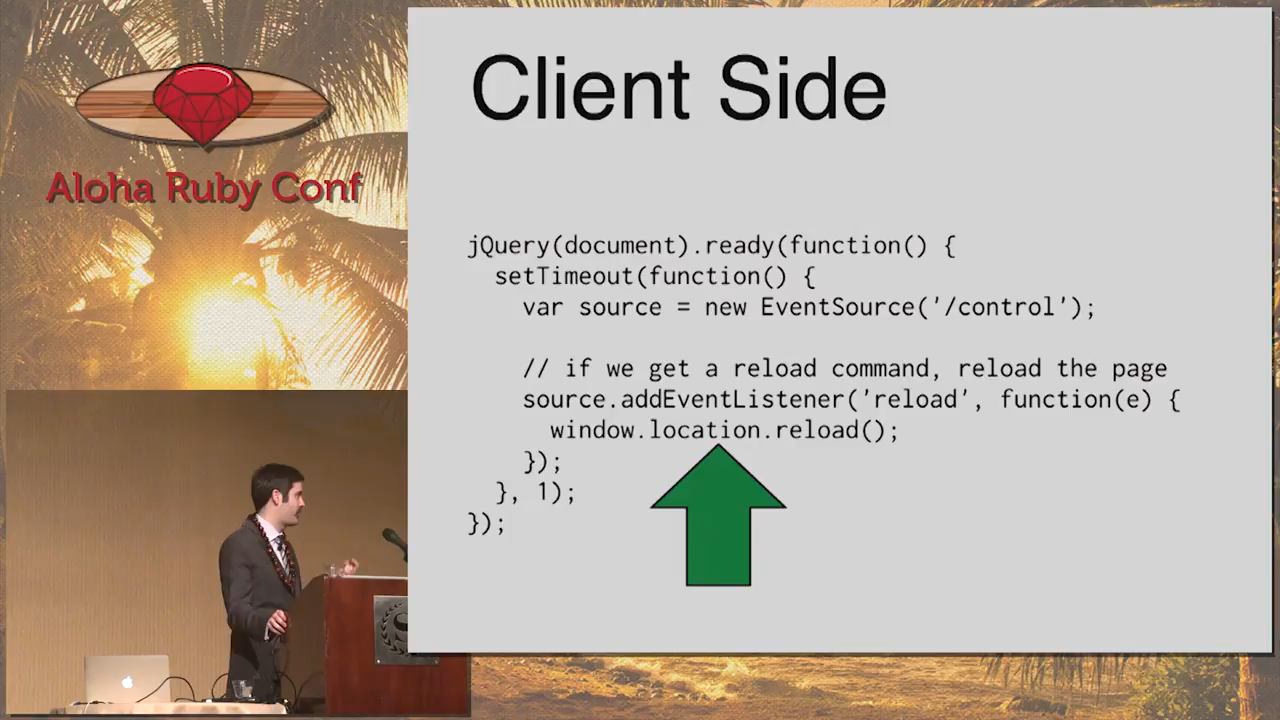 Aloha Ruby Conf
Client Side
jQuery(document).ready(function() {
  setTimeout(function() {
    var source = new EventSource('/control');
    // if we get a reload command, reload the page
    source.addEventListener('reload', function(e) {
      window.location.reload();
    });
  }, 1);
});
S